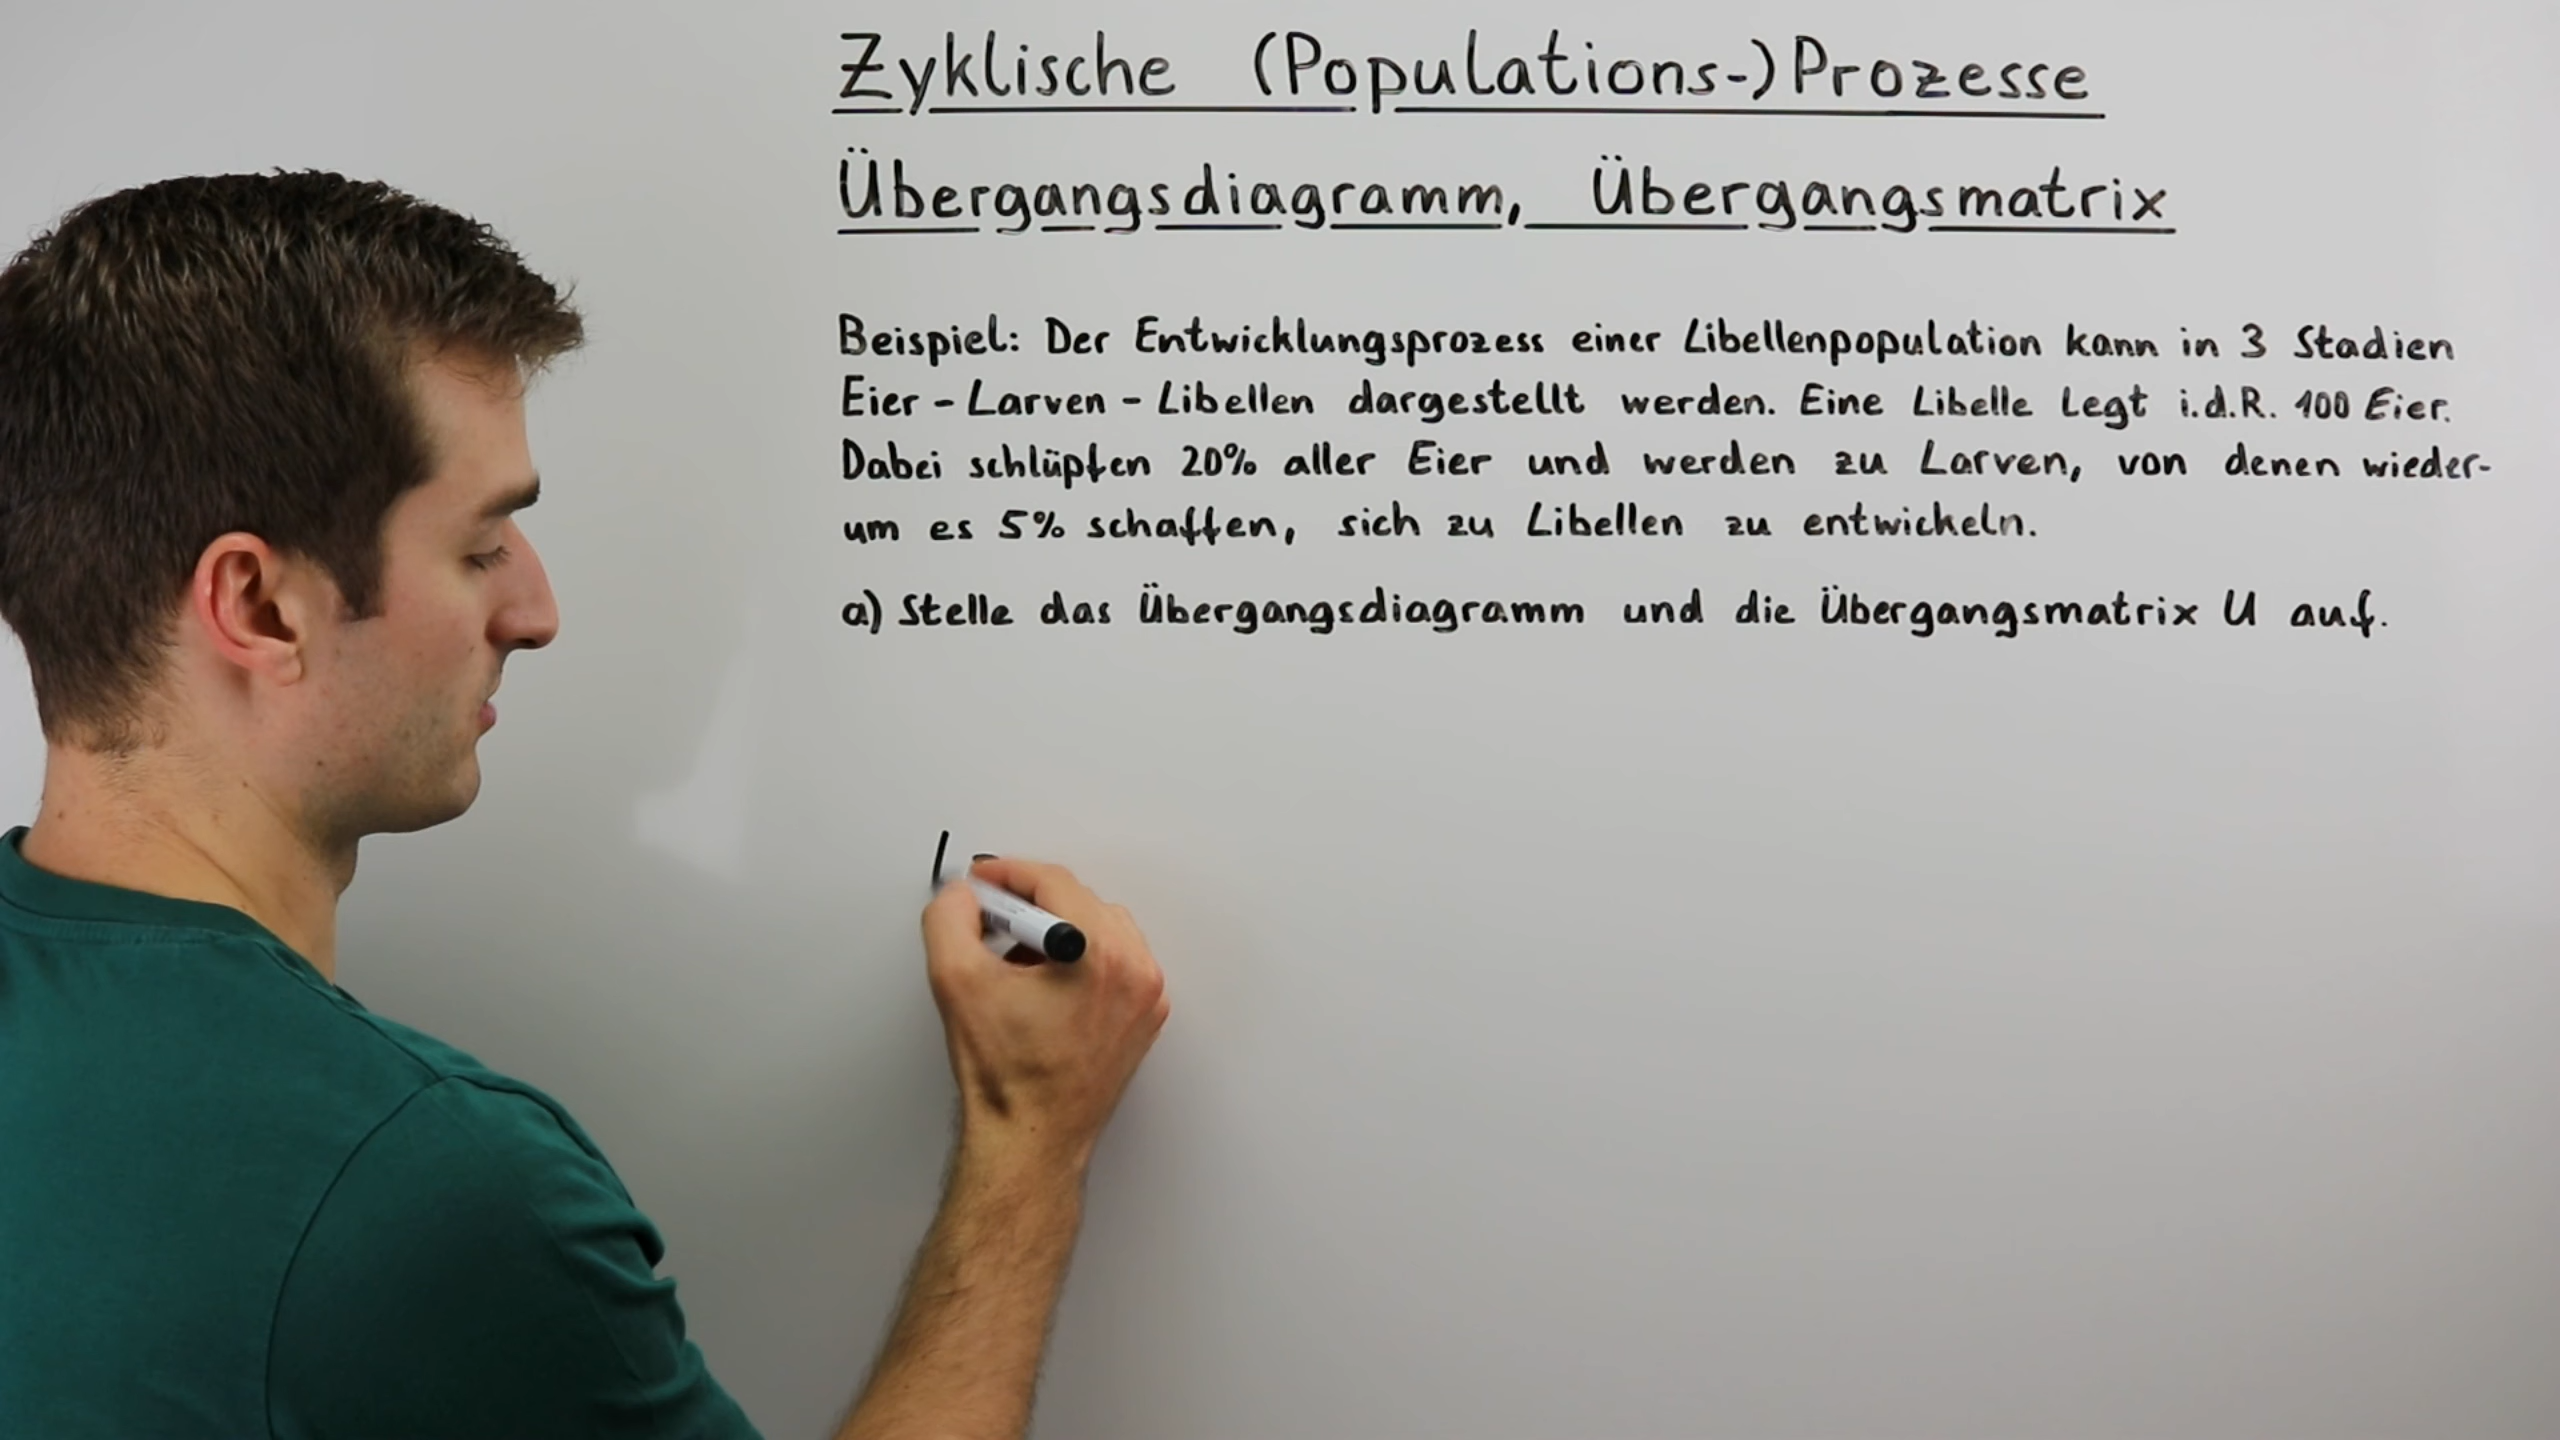 Zyklische (Populations-) Prozesse
Übergangsdiagramm, Übergangsmatrix
Beispiel: Der Entwicklungsprozess einer Libellenpopulation kann in 3 Stadien
Eier - Larven - Libellen dargestellt werden. Eine Libelle legt i.d.R. 100 Eier.
Dabei schlüpfen 20% aller Eier und werden zu Larven, von denen wieder-
um es 5% schaffen, sich zu Libellen zu entwickeln.
a) Stelle das Übergangsdiagramm und die Übergangsmatrix U auf.